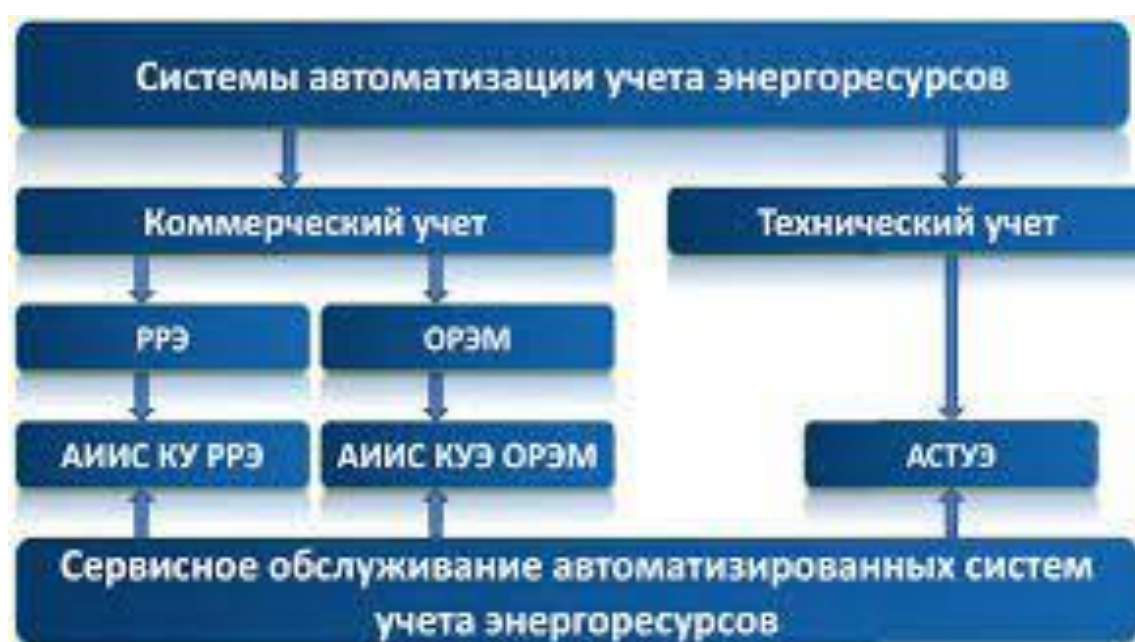 Системы автоматизации учета энергоресурсов
Коммерческий учет
Технический учет
РРЭ
ОРЭМ
АИИС КУ РРЭ
АИИС КУЭ ОРЭМ
АСТУЭ
Сервисное обслуживание автоматизированных систем
учета энергоресурсов